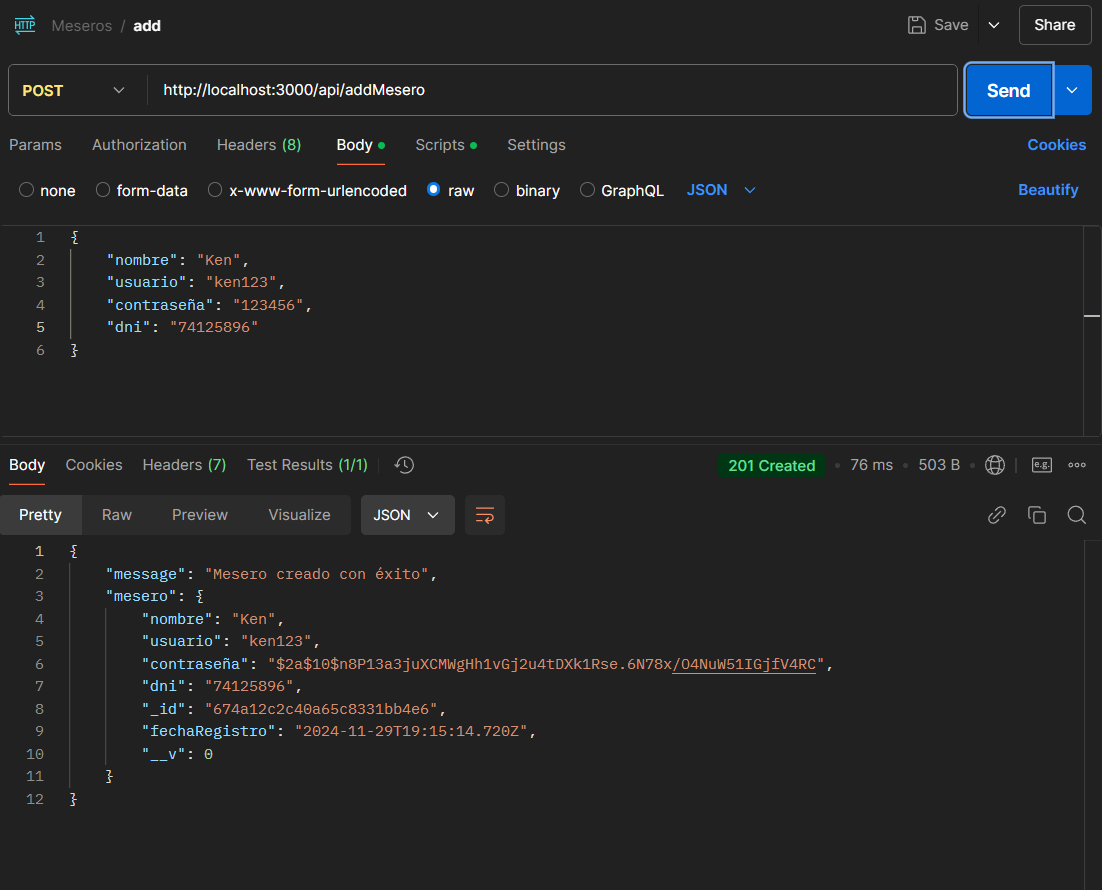 HTTP Meseros / add Save Share
POST http://localhost:3000/api/addMesero Send
Params Authorization Headers (8) Body Scripts Settings Cookies
none form-data x-www-form-urlencoded raw binary GraphQL JSON Beautify
1 {
2 "nombre": "Ken",
3 "usuario": "ken123",
4 "contraseña": "123456",
5 "dni": "74125896"
6 }
Body Cookies Headers (7) Test Results (1/1) 201 Created 76 ms 503 B e.g.
Pretty Raw Preview Visualize JSON
1 {
2 "message": "Mesero creado con éxito",
3 "mesero": {
4 "nombre": "Ken",
5 "usuario": "ken123",
6 "contraseña": "$2a$10$n8P13a3juXCMWgHh1vGj2u4tDXk1Rse.6N78x/O4NuW51IGjfV4RC",
7 "dni": "74125896",
8 "_id": "674a12c2c40a65c8331bb4e6",
9 "fechaRegistro": "2024-11-29T19:15:14.720Z",
10 "__v": 0
11 }
12 }